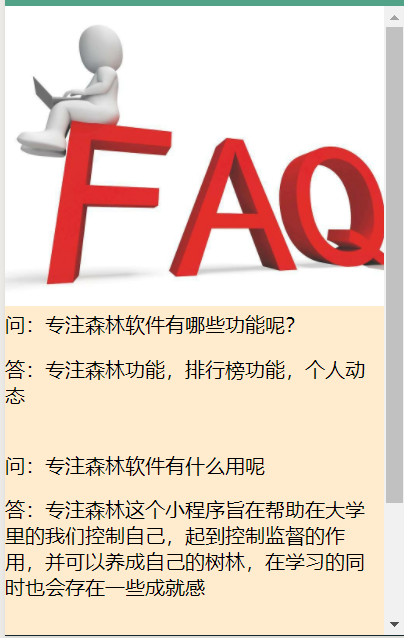 FAQ
问：专注森林软件有哪些功能呢？
答：专注森林功能，排行榜功能，个人动
态
问：专注森林软件有什么用呢
答：专注森林这个小程序旨在帮助在大学
里的我们控制自己，起到控制监督的作
用，并可以养成自己的树林，在学习的同
时也会存在一些成就感